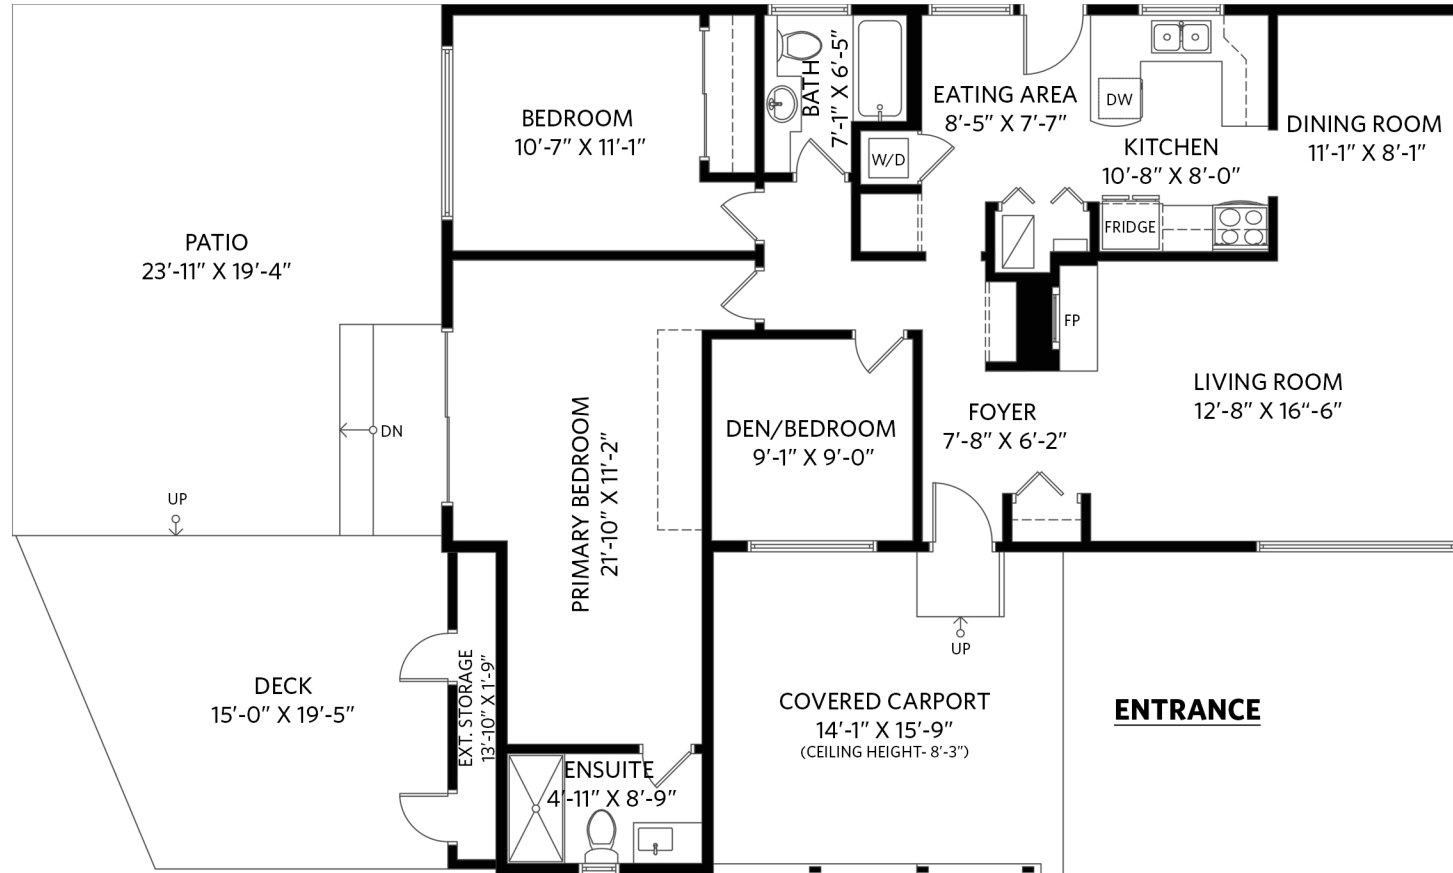 BEDROOM
10'-7" X 11'-1"
BATH
7'-1" X 6'-5"
EATING AREA
8'-5" X 7'-7"
DW
KITCHEN
10'-8" X 8'-0"
DINING ROOM
11'-1" X 8'-1"
W/D
FRIDGE
PATIO
23'-11" X 19'-4"
FP
LIVING ROOM
12'-8" X 16“-6"
FOYER
7'-8" X 6'-2"
DEN/BEDROOM
9'-1" X 9'-0"
DN
UP
PRIMARY BEDROOM
21'-10" X 11'-2"
UP
DECK
15'-0" X 19'-5"
EXT. STORAGE
13'-10" X 1'-9"
COVERED CARPORT
14'-1" X 15'-9"
(CEILING HEIGHT- 8'-3")
ENTRANCE
ENSUITE
4'-11" X 8'-9"